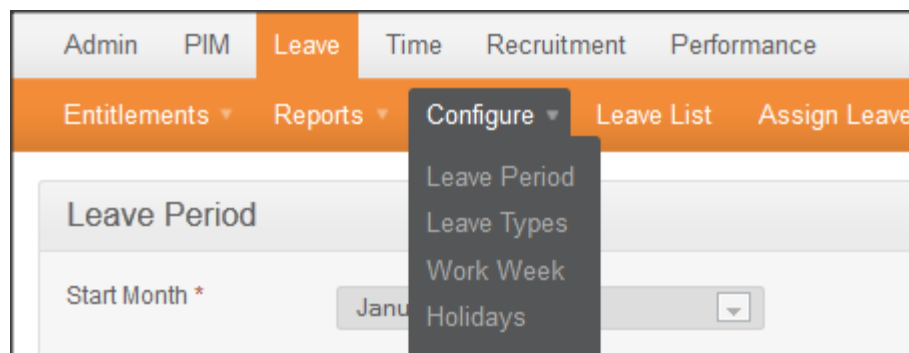 Admin PIM Leave Time Recruitment Performance
Entitlements Reports Configure Leave List Assign Leave
Leave Period
Leave Types
Work Week
Holidays
Leave Period
Start Month *
Janu